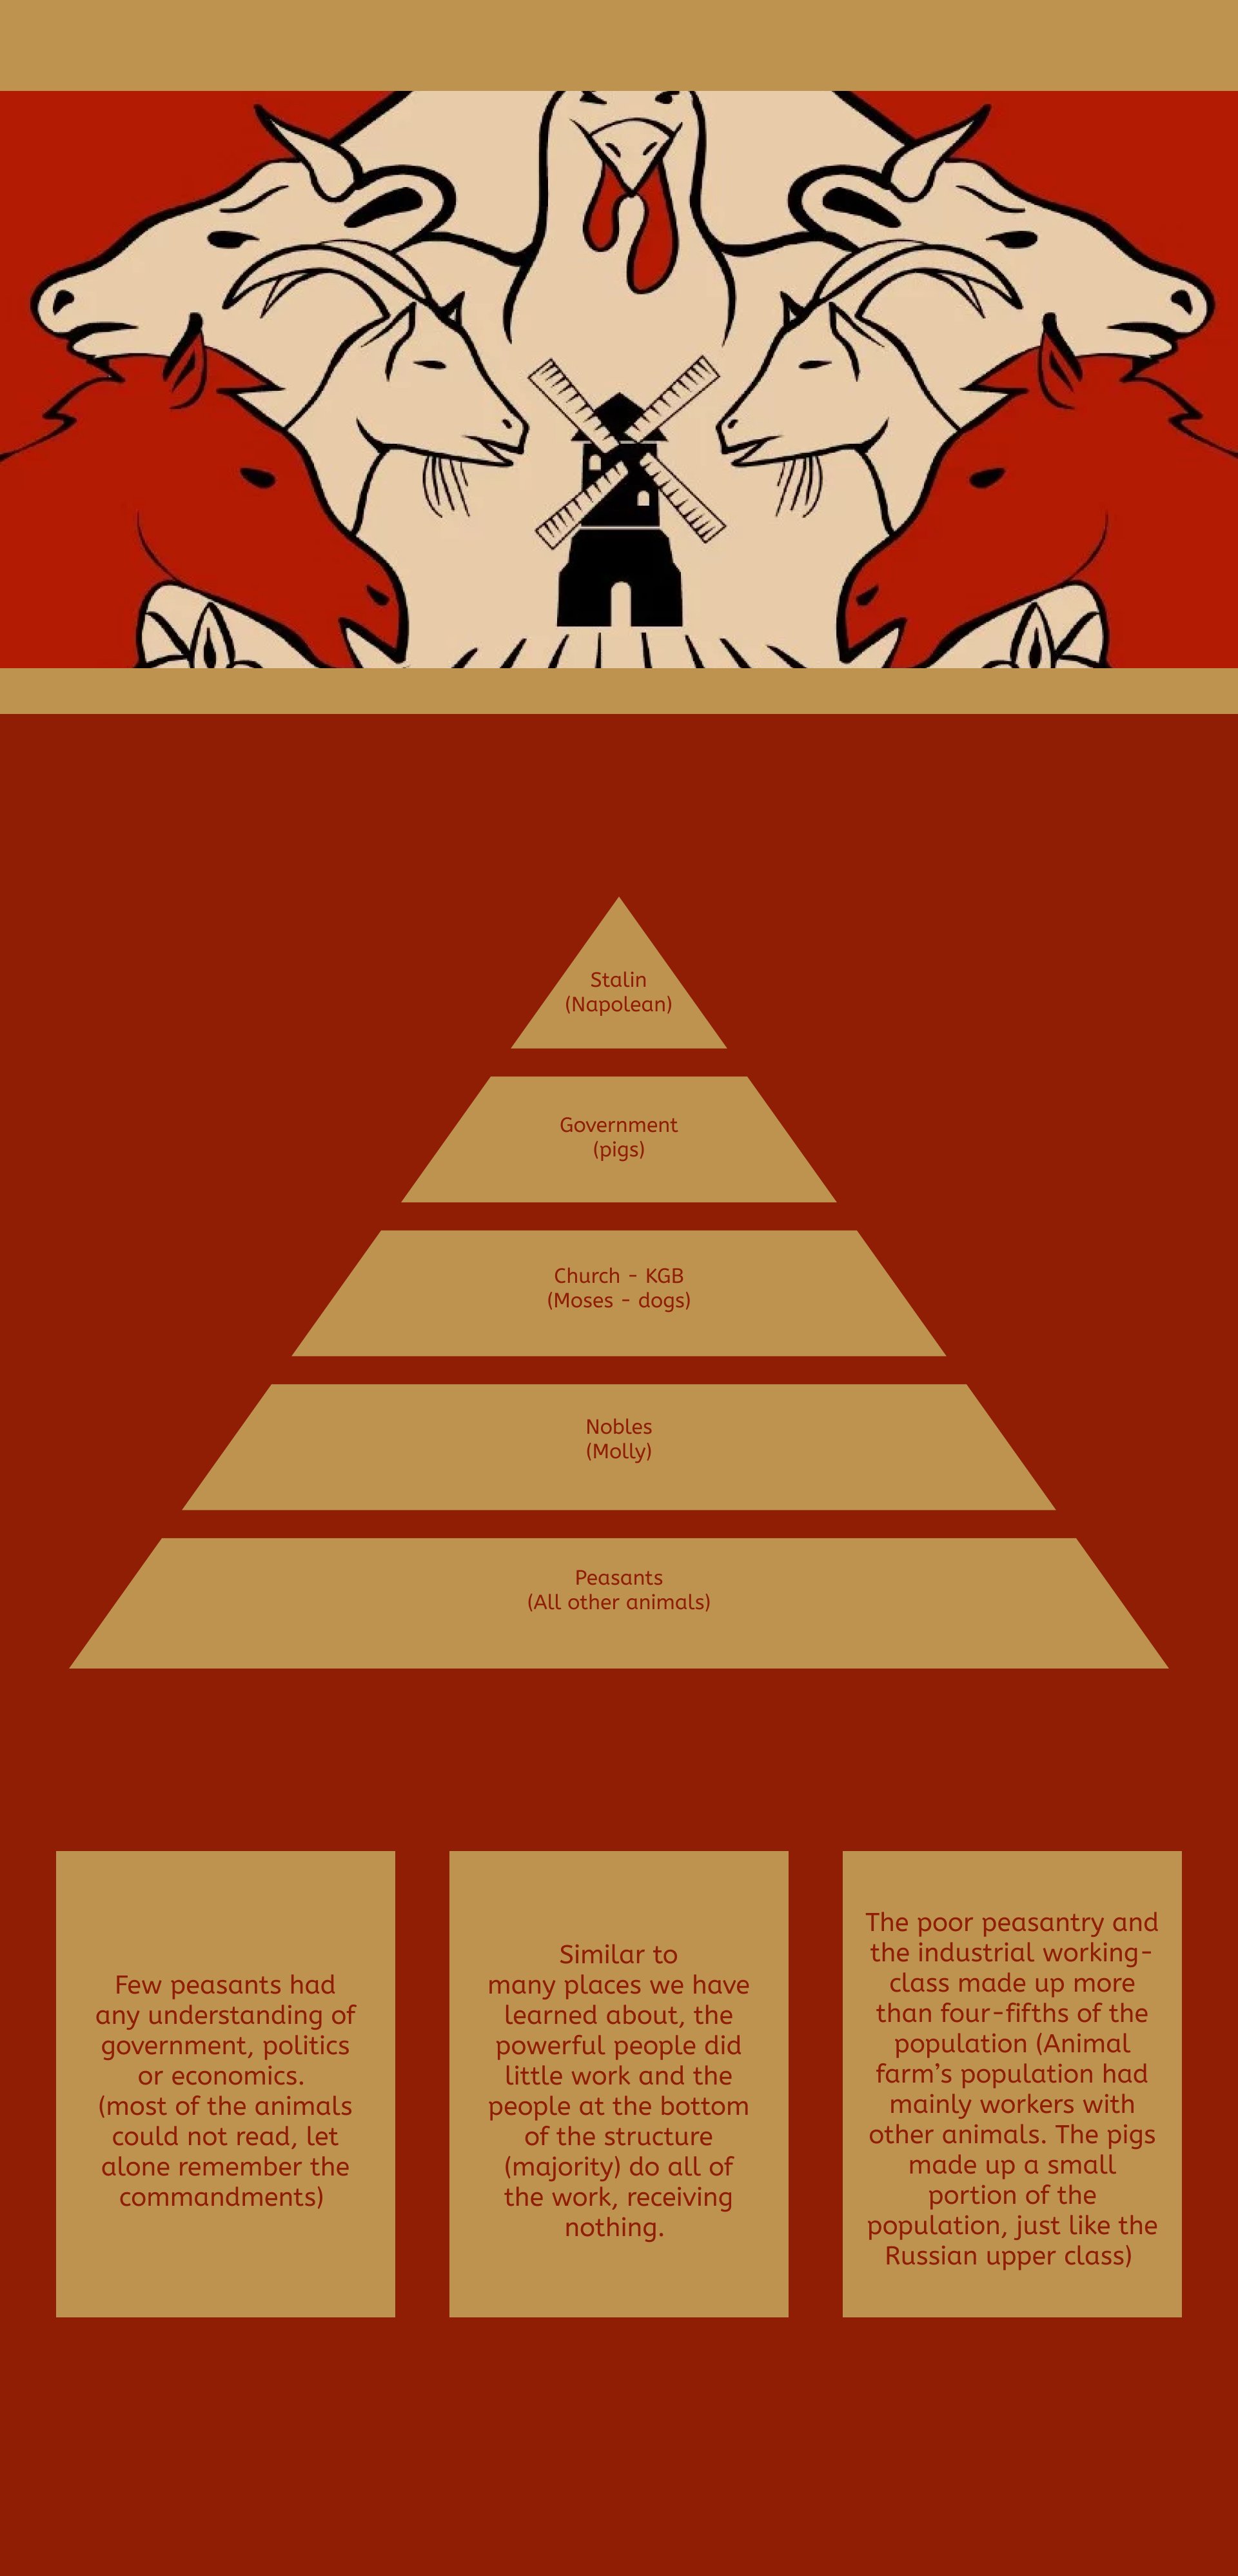 Stalin
(Napolean)
Government
(pigs)
Church - KGB
(Moses - dogs)
Nobles
(Molly)
Peasants
(All other animals)
Few peasants had
any understanding of
government, politics
or economics.
(most of the animals
could not read, let
alone remember the
commandments)
Similar to
many places we have
learned about, the
powerful people did
little work and the
people at the bottom
of the structure
(majority) do all of
the work, receiving
nothing.
The poor peasantry and
the industrial working-
class made up more
than four-fifths of the
population (Animal
farm's population had
mainly workers with
other animals. The pigs
made up a small
portion of the
population, just like the
Russian upper class)